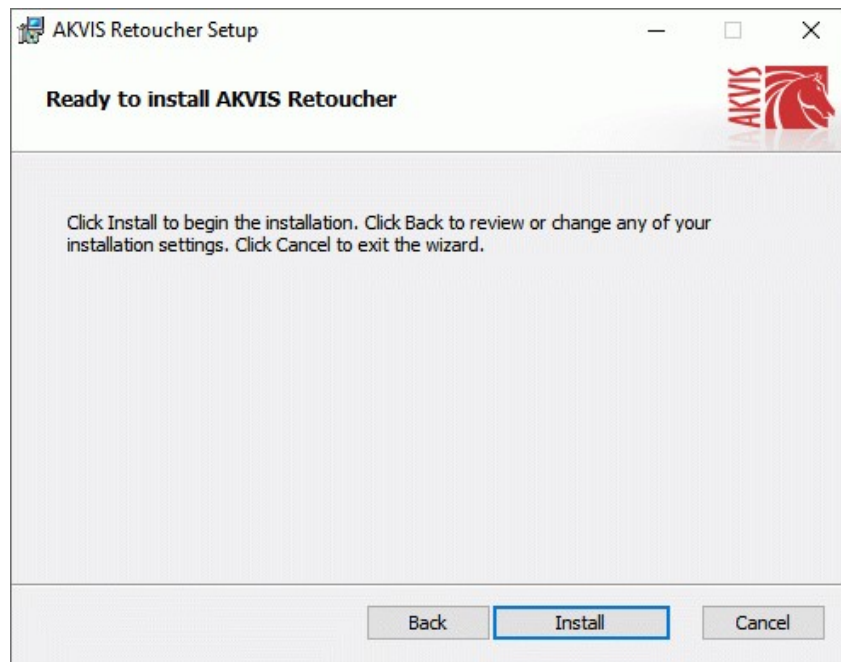 AKVIS Retoucher Setup
Ready to install AKVIS Retoucher
AKVIS
Click Install to begin the installation. Click Back to review or change any of your
installation settings. Click Cancel to exit the wizard.
Back
Install
Cancel